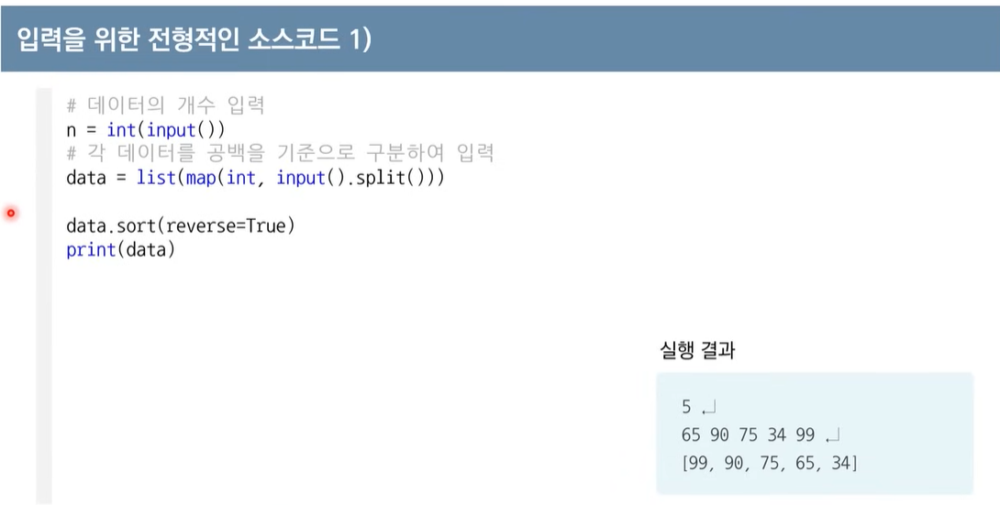 입력을 위한 전형적인 소스코드 1)
# 데이터의 개수 입력
n = int(input())
# 각 데이터를 공백을 기준으로 구분하여 입력
data = list(map(int, input().split()))
data.sort(reverse=True)
print(data)
실행 결과
5 ↵
65 90 75 34 99 ↵
[99, 90, 75, 65, 34]